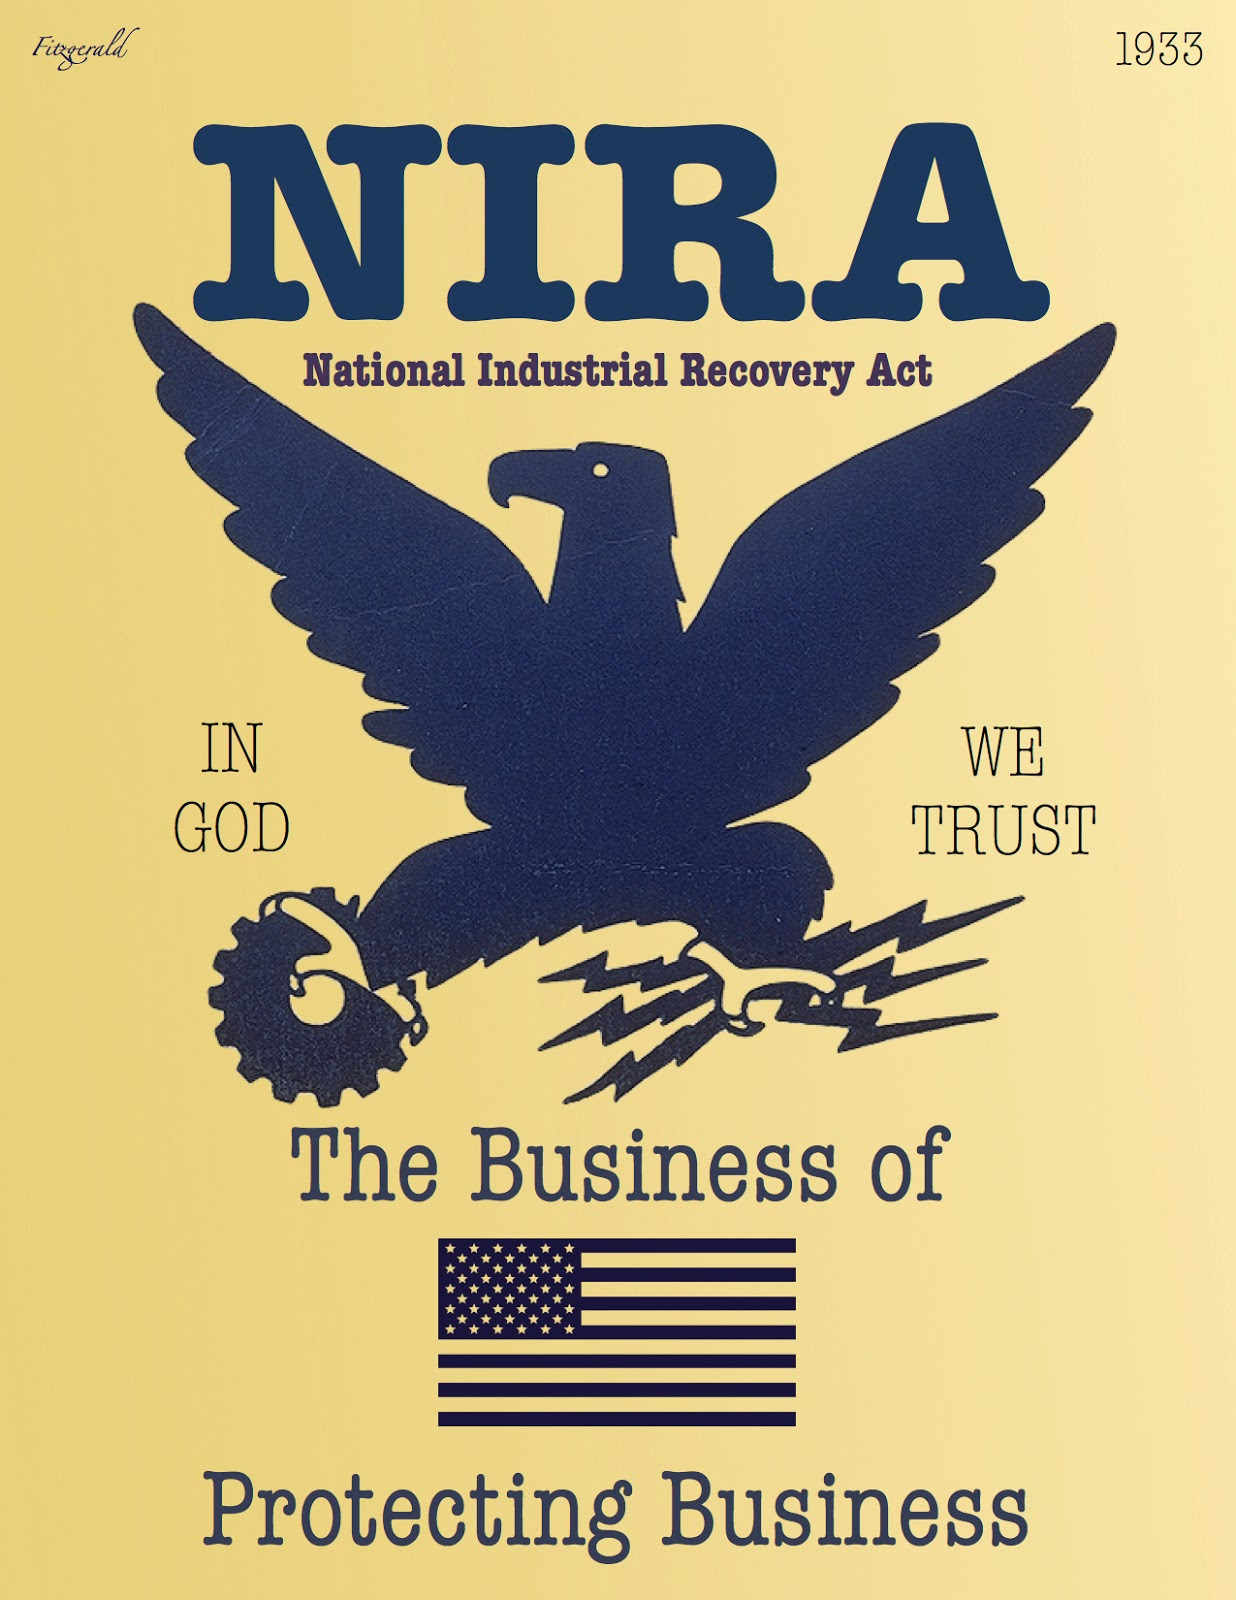 Fitzgerald
1933
NIRA
National Industrial Recovery Act
IN
GOD
WE
TRUST
The Business of
Protecting Business